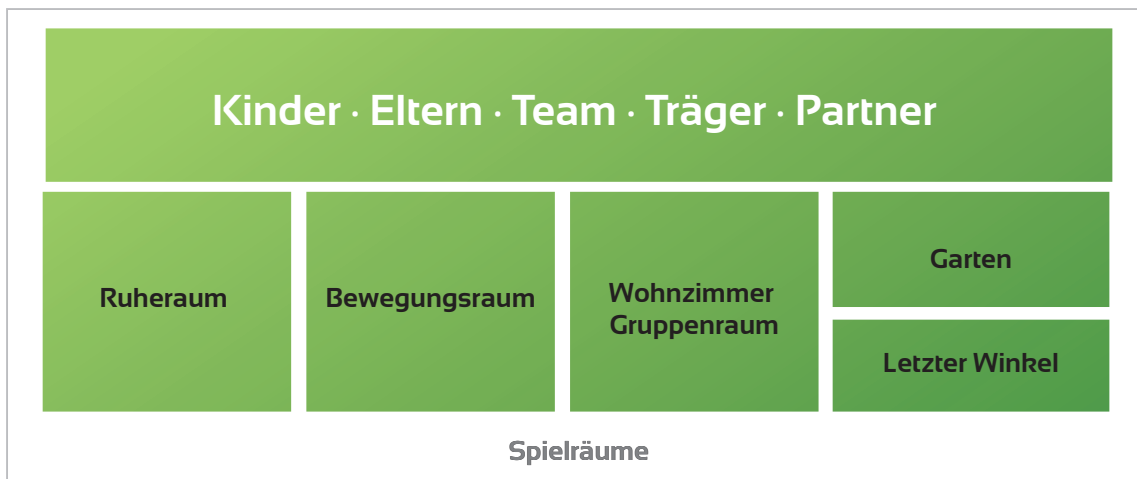 Kinder · Eltern · Team · Träger · Partner
Ruheraum
Bewegungsraum
Wohnzimmer
Gruppenraum
Garten
Letzter Winkel
Spielräume